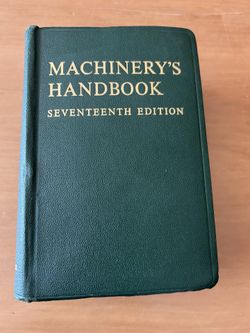 MACHINERY'S
HANDBOOK
SEVENTEENTH EDITION